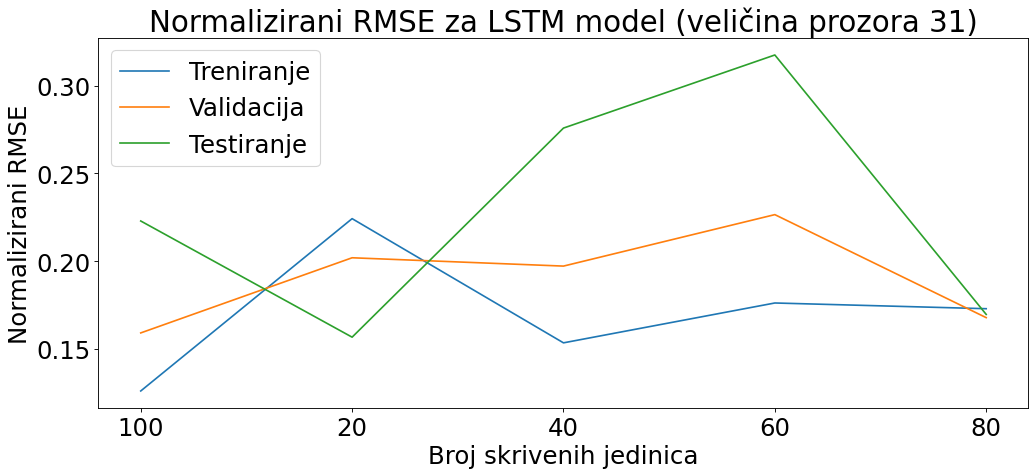 Normalizirani RMSE za LSTM model (veličina prozora 31)
Treniranje
Validacija
Testiranje
0.30
0.25
0.20
0.15
Normalizirani RMSE
100 20 40 60 80
Broj skrivenih jedinica